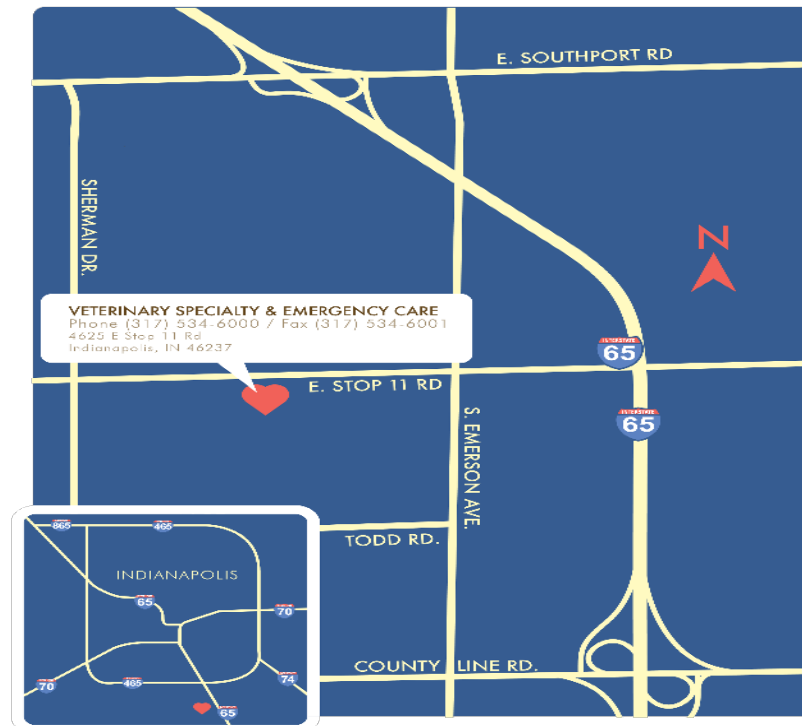 E. SOUTHPORT RD
SHERMAN DR.
N
VETERINARY SPECIALTY & EMERGENCY CARE
Phone (317) 534-6000 / Fax (317) 534-6001
4625 E Stop 11 Rd
Indianapolis, IN 46237
INTERSTATE
65
E. STOP 11 RD
INTERSTATE
65
S. EMERSON AVE.
TODD RD.
COUNTY LINE RD.
865
465
INDIANAPOLIS
65
70
70
465
74
65